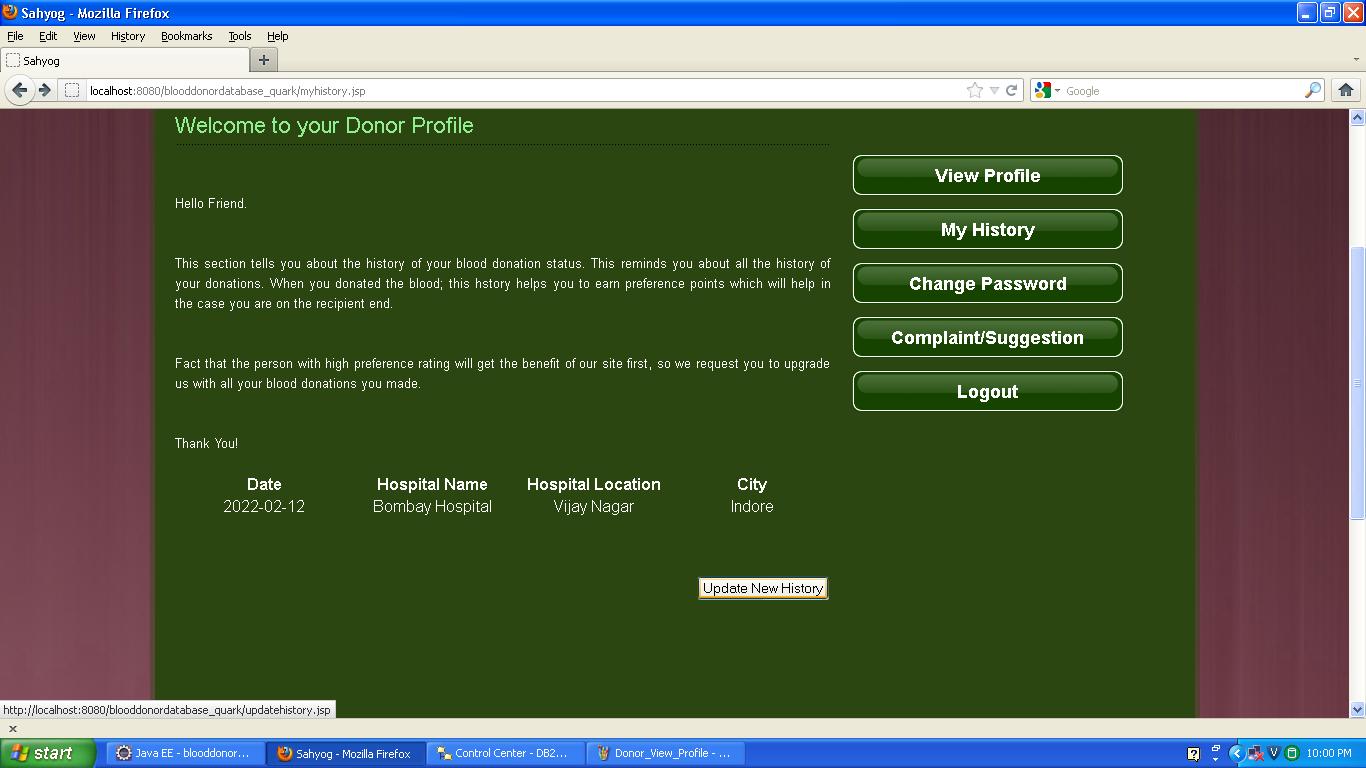 Sahyog - Mozilla Firefox
File Edit View History Bookmarks Tools Help
Sahyog
localhost:8080/blooddonordatabase_quark/myhistory.jsp
Google
Welcome to your Donor Profile
Hello Friend.
This section tells you about the history of your blood donation status. This reminds you about all the history of
your donations. When you donated the blood; this hstory helps you to earn preference points which will help in
the case you are on the recipient end.
Fact that the person with high preference rating will get the benefit of our site first, so we request you to upgrade
us with all your blood donations you made.
Thank You!
Date Hospital Name Hospital Location City
2022-02-12 Bombay Hospital Vijay Nagar Indore
Update New History
View Profile
My History
Change Password
Complaint/Suggestion
Logout
http://localhost:8080/blooddonordatabase_quark/updatehistory.jsp
start Java EE - blooddonor... Sahyog - Mozilla Firefox Control Center - DB2... Donor_View_Profile - ... 10:00 PM